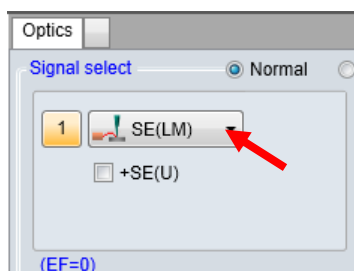 Optics
Signal select Normal
1 SE(LM)
+SE(U)
(EF=0)